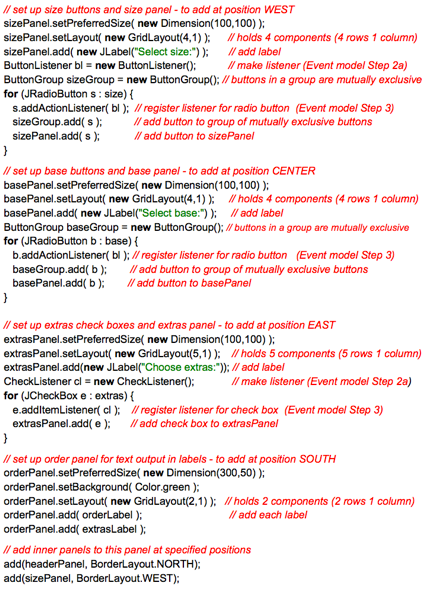 // set up size buttons and size panel - to add at position WEST
sizePanel.setPreferredSize( new Dimension(100,100) );
sizePanel.setLayout( new GridLayout(4,1) ); // holds 4 components (4 rows 1 column)
sizePanel.add( new JLabel("Select size:") ); // add label
ButtonListener bl = new ButtonListener(); // make listener (Event model Step 2a)
ButtonGroup sizeGroup = new ButtonGroup(); // buttons in a group are mutually exclusive
for (JRadioButton s : size) {
s.addActionListener( bl ); // register listener for radio button (Event model Step 3)
sizeGroup.add( s ); // add button to group of mutually exclusive buttons
sizePanel.add( s ); // add button to sizePanel
}
// set up base buttons and base panel - to add at position CENTER
basePanel.setPreferredSize( new Dimension(100,100) );
basePanel.setLayout( new GridLayout(4,1) ); // holds 4 components (4 rows 1 column)
basePanel.add( new JLabel("Select base:") ); // add label
ButtonGroup baseGroup = new ButtonGroup(); // buttons in a group are mutually exclusive
for (JRadioButton b : base) {
b.addActionListener( bl ); // register listener for radio button (Event model Step 3)
baseGroup.add( b ); // add button to group of mutually exclusive buttons
basePanel.add( b ); // add button to basePanel
}
// set up extras check boxes and extras panel - to add at position EAST
extrasPanel.setPreferredSize( new Dimension(100,100) );
extrasPanel.setLayout( new GridLayout(5,1) ); // holds 5 components (5 rows 1 column)
extrasPanel.add(new JLabel("Choose extras:")); // add label
CheckListener cl = new CheckListener(); // make listener (Event model Step 2a)
for (JCheckBox e : extras) {
e.addItemListener( cl ); // register listener for check box (Event model Step 3)
extrasPanel.add( e ); // add check box to extrasPanel
}
// set up order panel for text output in labels - to add at position SOUTH
orderPanel.setPreferredSize( new Dimension(300,50) );
orderPanel.setBackground( Color.green );
orderPanel.setLayout( new GridLayout(2,1) ); // holds 2 components (2 rows 1 column)
orderPanel.add( orderLabel ); // add each label
orderPanel.add( extrasLabel );
// add inner panels to this panel at specified positions
add(headerPanel, BorderLayout.NORTH);
add(sizePanel, BorderLayout.WEST);